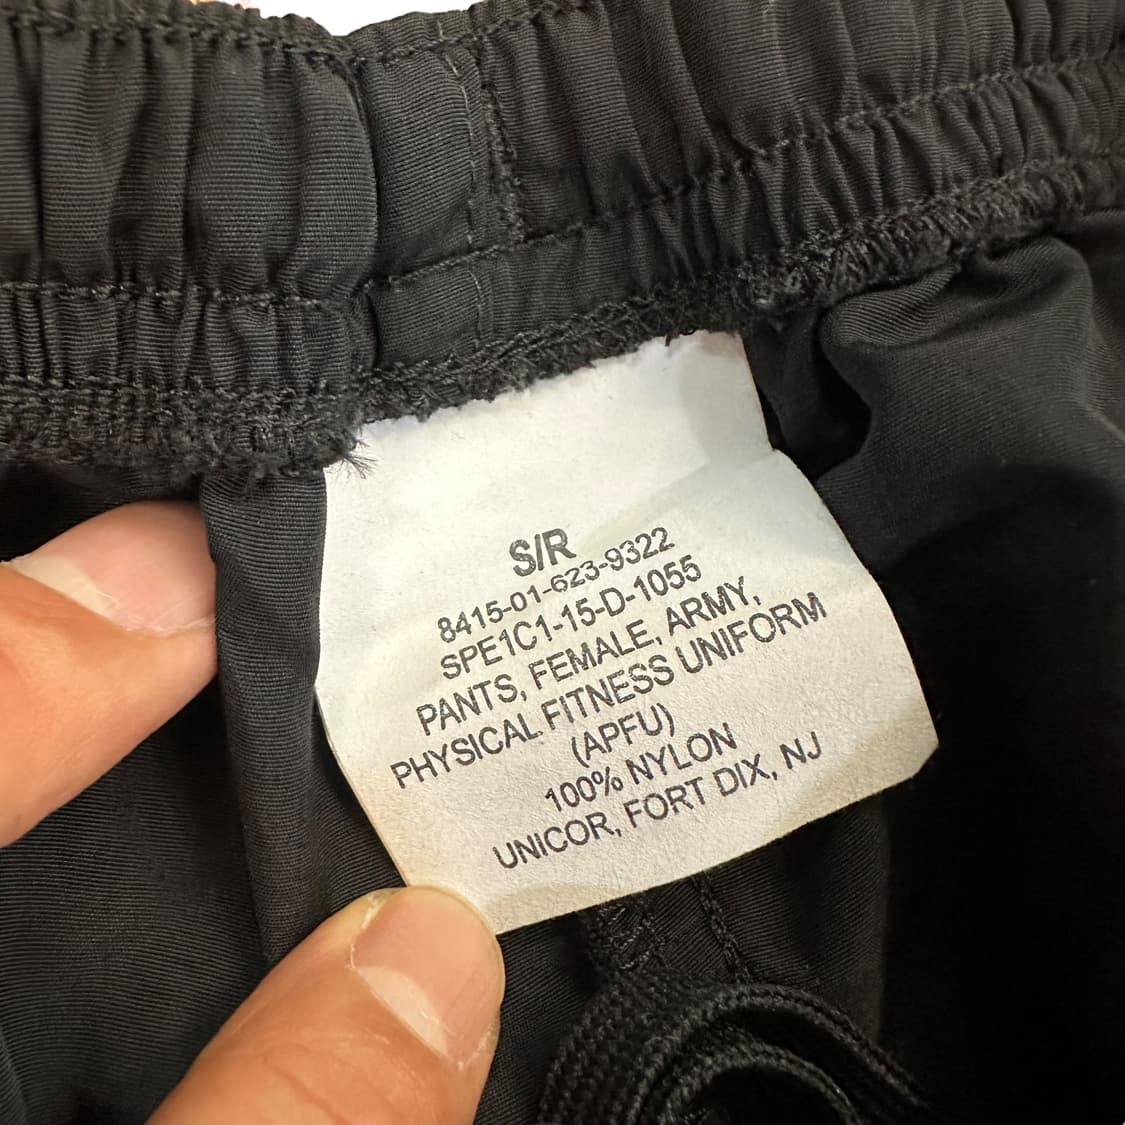 S/R
8415-01-623-9322
SPE1C1-15-D-1055
PANTS, FEMALE, ARMY,
PHYSICAL FITNESS UNIFORM
(APFU)
100% NYLON
UNICOR, FORT DIX, NJ